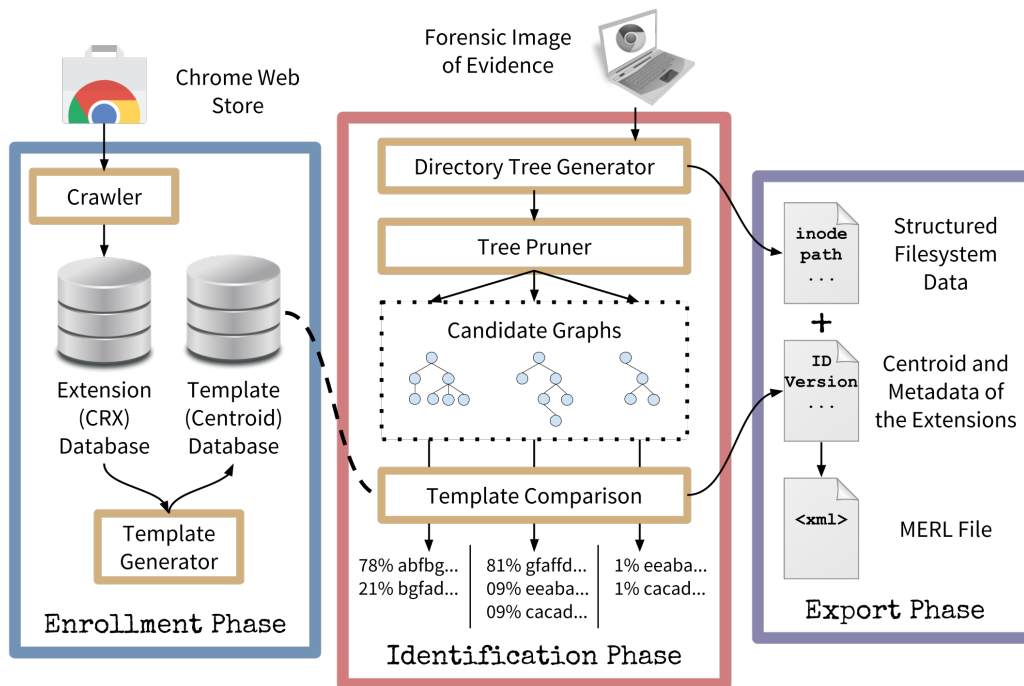 Chrome Web
Store
Crawler
Extension
(CRX)
Database
Template
(Centroid)
Database
Template
Generator
Enrollment Phase
Forensic Image
of Evidence
Directory Tree Generator
Tree Pruner
Candidate Graphs
Template Comparison
78% abfbg...
21% bgfad...
81% gfaffd...
09% eeaba...
09% cacad...
1% eeaba...
1% cacad...
Identification Phase
inode
path
...
Structured
Filesystem
Data
+
ID
Version
...
Centroid and
Metadata of
the Extensions
<xml>
MERL File
Export Phase